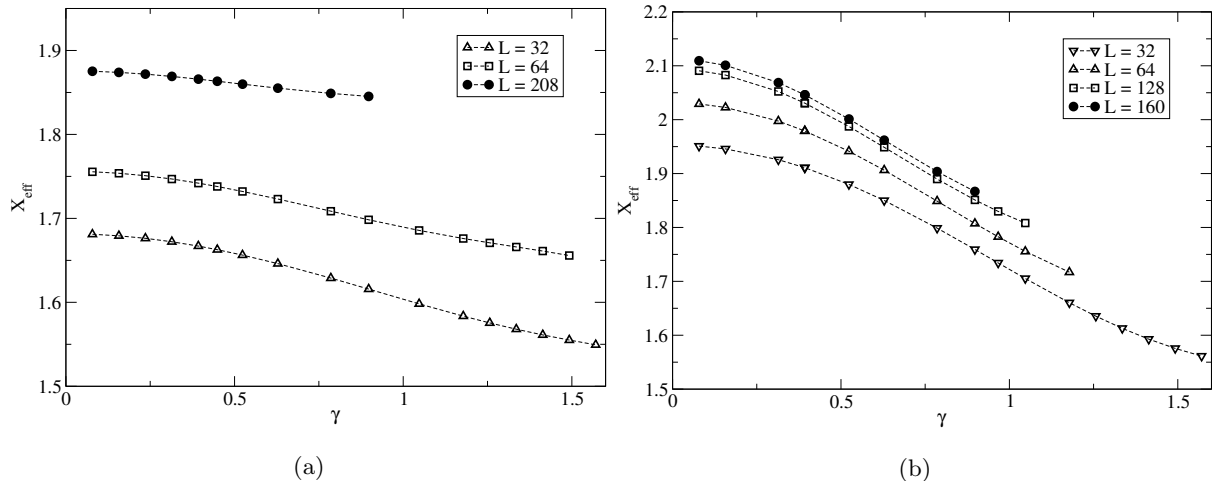 1.9
1.8
1.7
1.6
1.5
X_eff
0
0.5
1
1.5
γ
L = 32
L = 64
L = 208
(a)
2.2
2.1
2
1.9
1.8
1.7
1.6
1.5
X_eff
0
0.5
1
1.5
γ
L = 32
L = 64
L = 128
L = 160
(b)